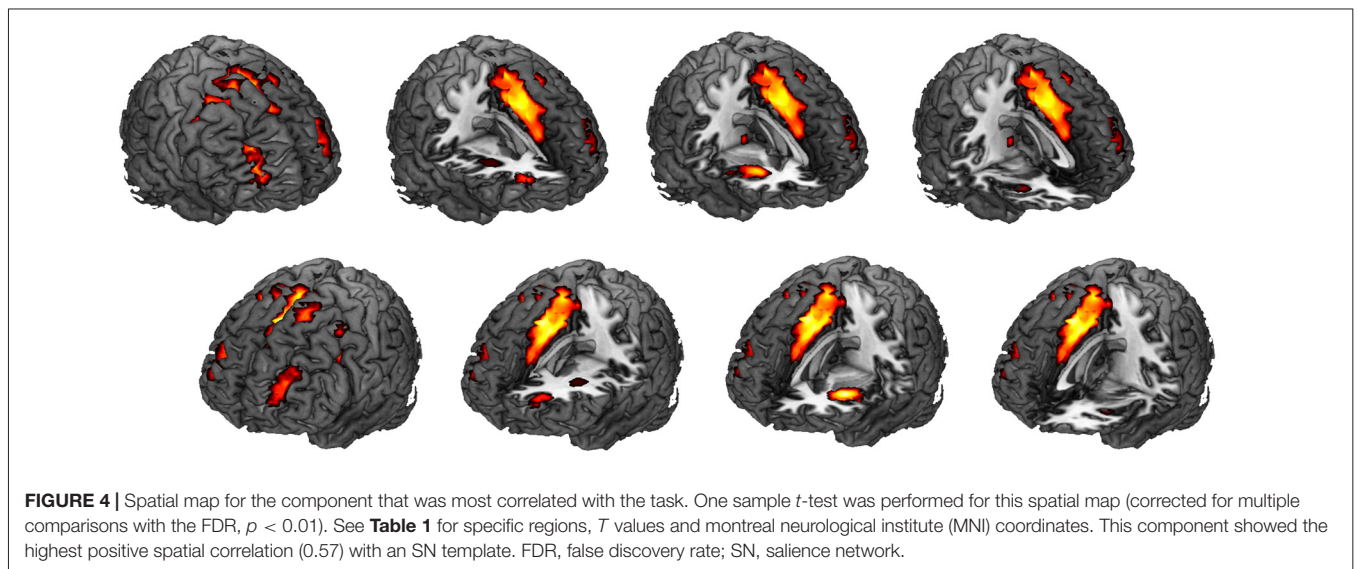 FIGURE 4 | Spatial map for the component that was most correlated with the task. One sample t-test was performed for this spatial map (corrected for multiple
comparisons with the FDR, p < 0.01). See Table 1 for specific regions, T values and montreal neurological institute (MNI) coordinates. This component showed the
highest positive spatial correlation (0.57) with an SN template. FDR, false discovery rate; SN, salience network.